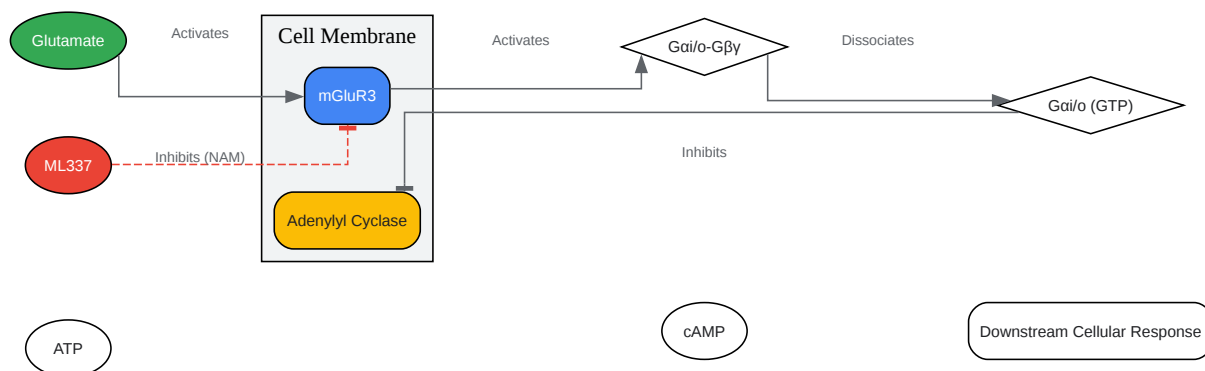 Glutamate
Activates
Cell Membrane
Activates
Gαi/o-Gβγ
Dissociates
mGluR3
Gαi/o (GTP)
ML337
Inhibits (NAM)
Inhibits
Adenylyl Cyclase
ATP
cAMP
Downstream Cellular Response